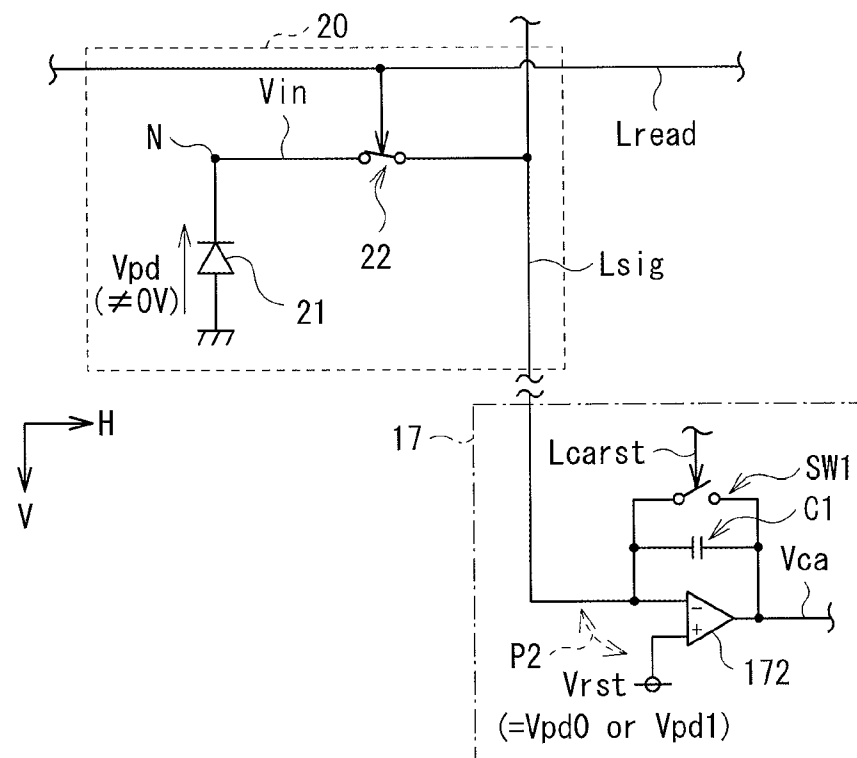 20
Vin
Lread
N
22
Vpd
(≠0V)
21
Lsig
H
V
17
Lcarst
SW1
C1
Vca
−
+
P2
172
Vrst
(=Vpd0 or Vpd1)